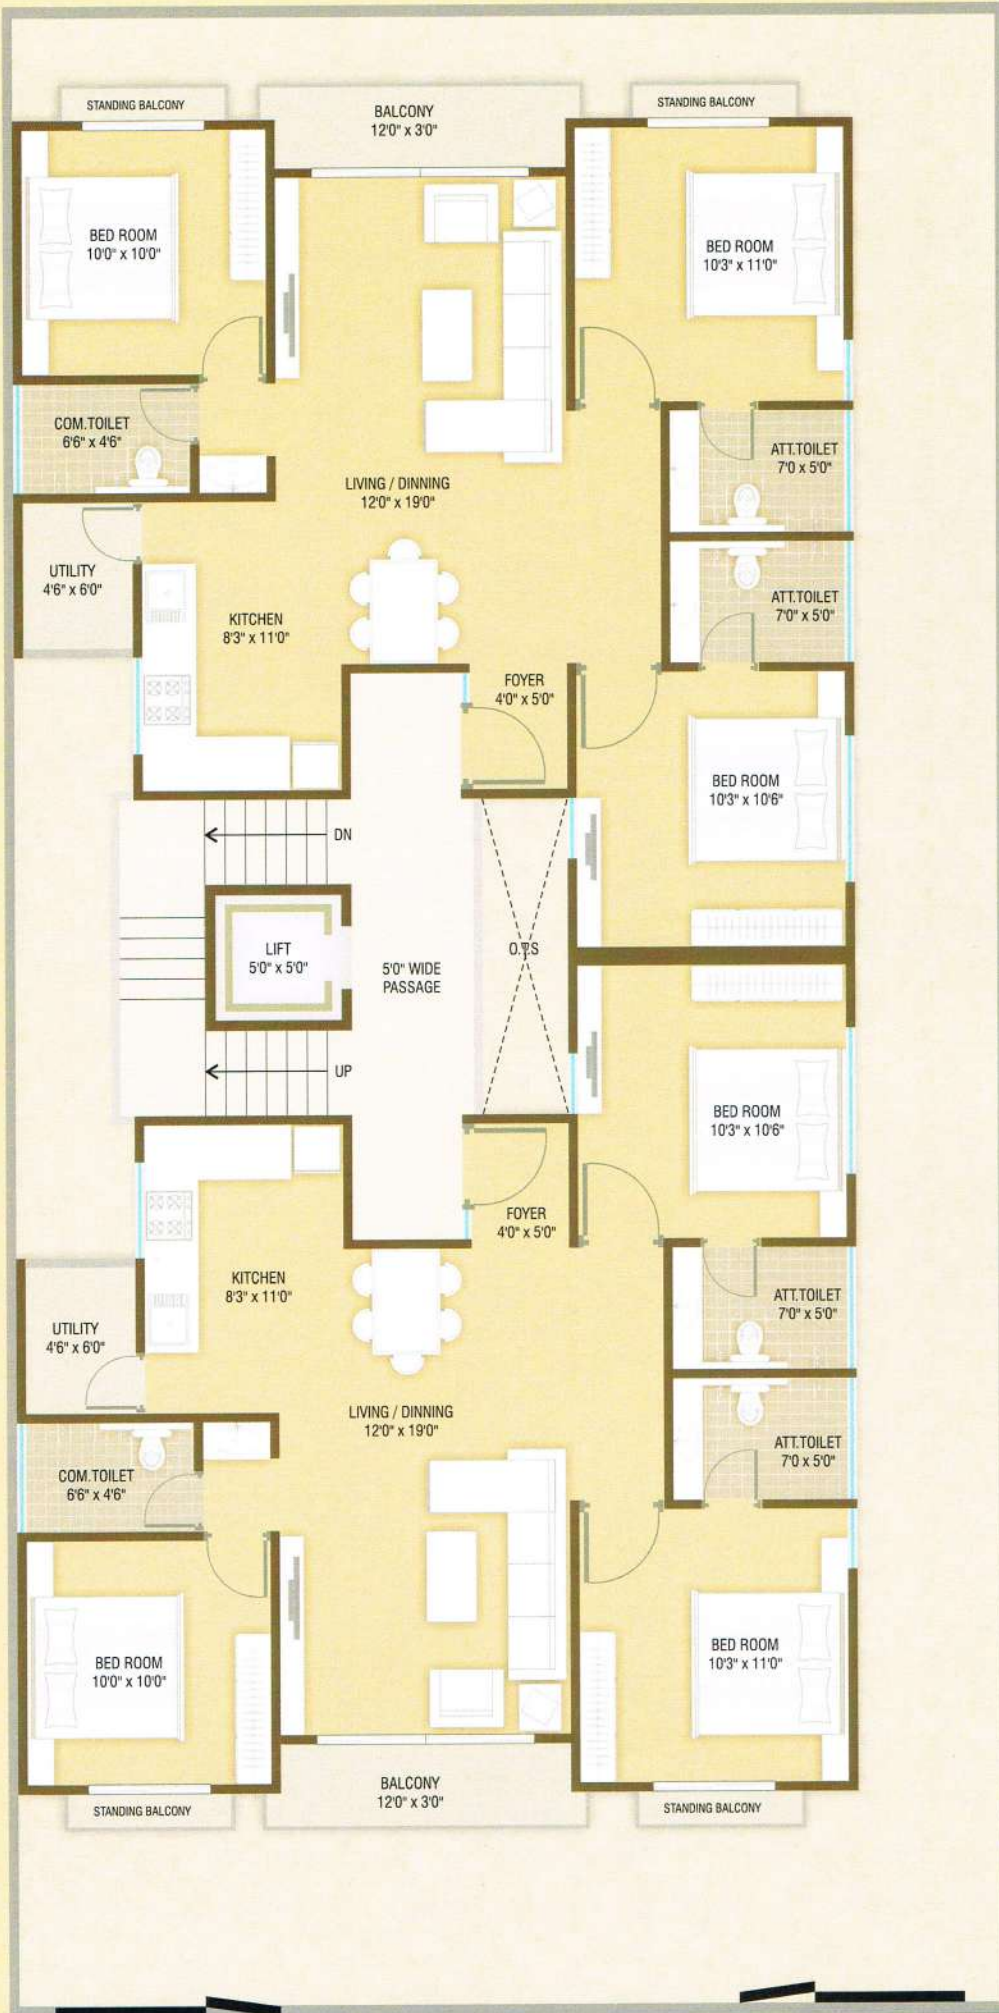 STANDING BALCONY
BALCONY
12'0" x 3'0"
STANDING BALCONY
BED ROOM
10'0" x 10'0"
BED ROOM
10'3" x 11'0"
COM.TOILET
6'6" x 4'6"
ATT.TOILET
7'0 x 5'0"
LIVING / DINNING
12'0" x 19'0"
UTILITY
4'6" x 6'0"
ATT.TOILET
7'0" x 5'0"
KITCHEN
8'3" x 11'0"
FOYER
4'0" x 5'0"
BED ROOM
10'3" x 10'6"
DN
LIFT
5'0" x 5'0"
5'0" WIDE
PASSAGE
O.T.S
UP
BED ROOM
10'3" x 10'6"
FOYER
4'0" x 5'0"
KITCHEN
8'3" x 11'0"
UTILITY
4'6" x 6'0"
ATT.TOILET
7'0" x 5'0"
LIVING / DINNING
12'0" x 19'0"
COM.TOILET
6'6" x 4'6"
ATT.TOILET
7'0 x 5'0"
BED ROOM
10'0" x 10'0"
BED ROOM
10'3" x 11'0"
STANDING BALCONY
BALCONY
12'0" x 3'0"
STANDING BALCONY